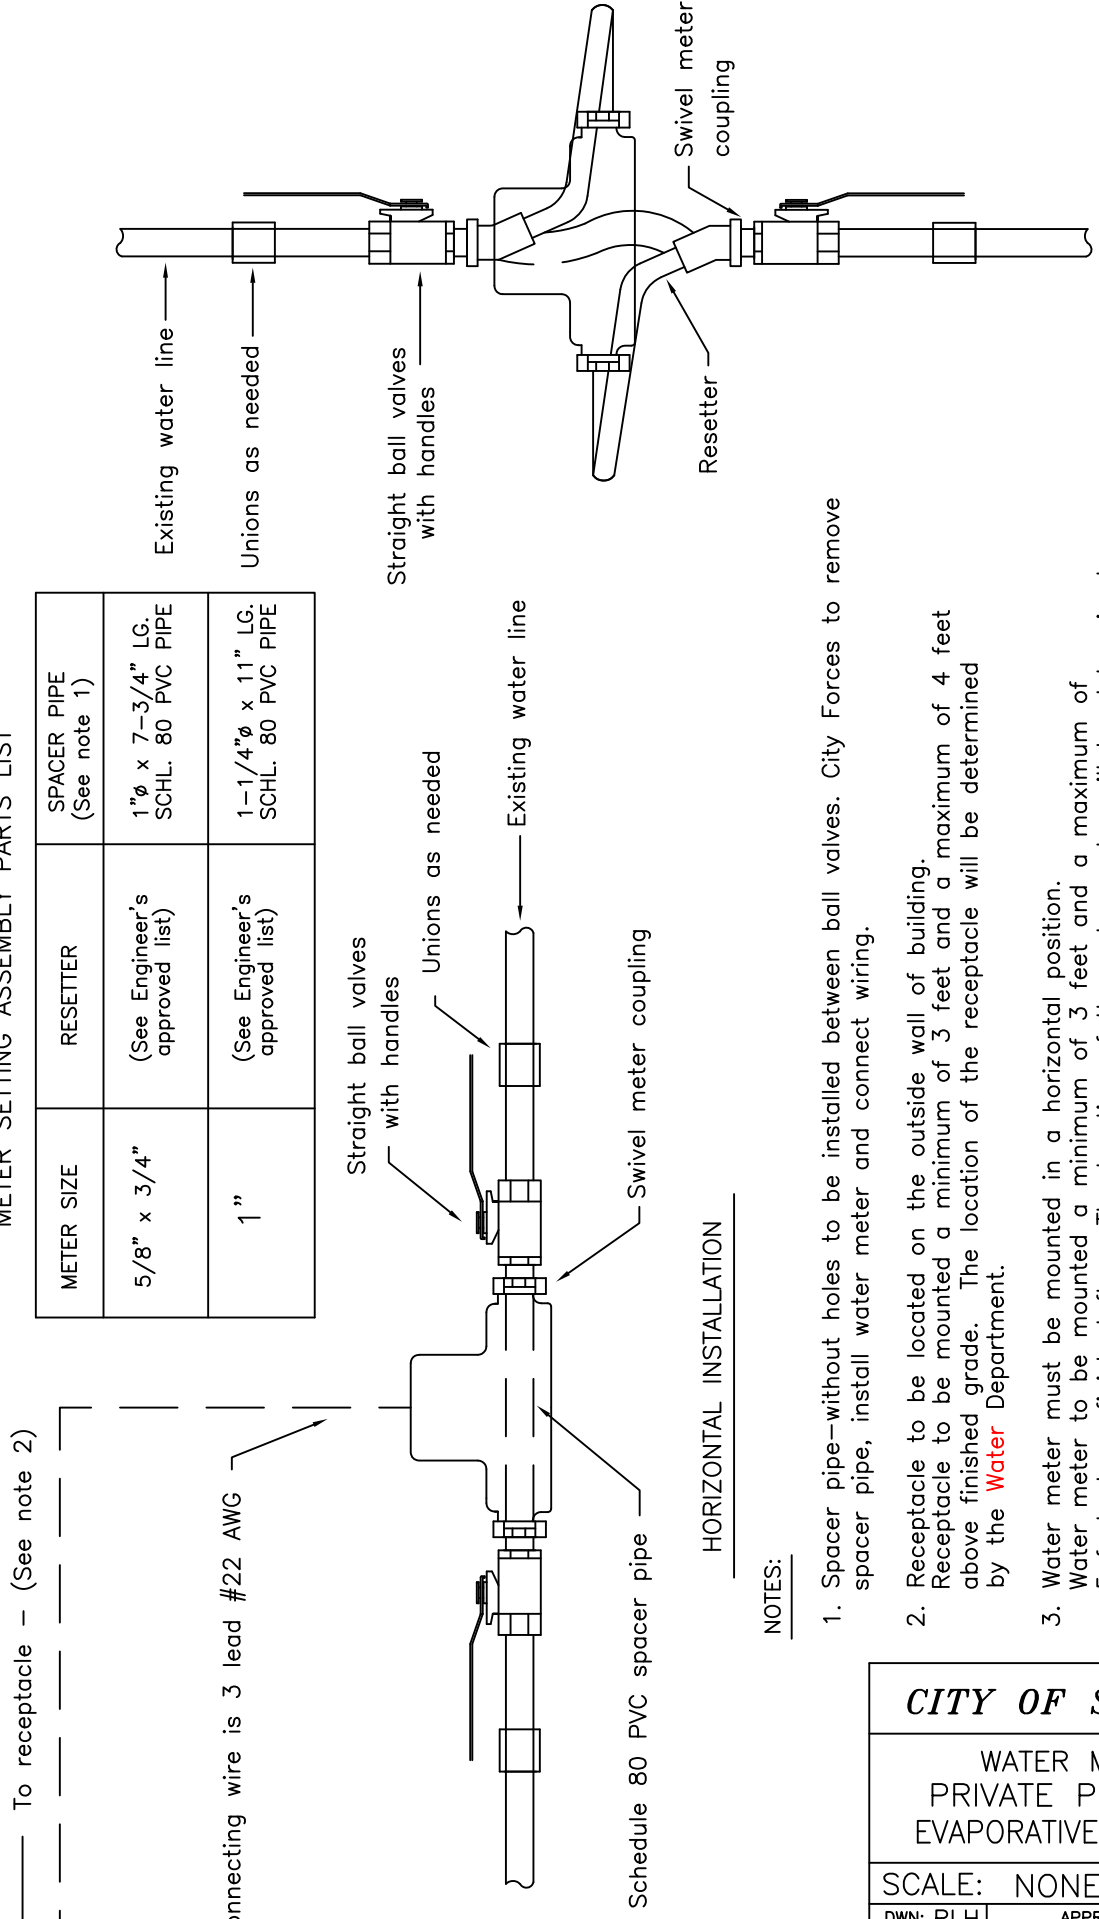 METER SETTING ASSEMBLY PARTS LIST
METER SIZE
RESETTER
SPACER PIPE
(See note 1)
5/8" x 3/4"
(See Engineer's
approved list)
1"ø x 7-3/4" LG.
SCHL. 80 PVC PIPE
1"
(See Engineer's
approved list)
1-1/4"ø x 11" LG.
SCHL. 80 PVC PIPE
To receptacle - (See note 2)
wire is 3 lead #22 AWG
Straight ball valves
with handles
Unions as needed
Existing water line
Swivel meter coupling
Schedule 80 PVC spacer pipe
HORIZONTAL INSTALLATION
Existing water line
Unions as needed
Straight ball valves
with handles
Resetter
Swivel meter
coupling
NOTES:
1. Spacer pipe-without holes to be installed between ball valves. City Forces to remove
spacer pipe, install water meter and connect wiring.
2. Receptacle to be located on the outside wall of building.
Receptacle to be mounted a minimum of 3 feet and a maximum of 4 feet
above finished grade. The location of the receptacle will be determined
by the Water Department.
3. Water meter must be mounted in a horizontal position.
Water meter to be mounted a minimum of 3 feet and a maximum of
CITY OF
WATER
PRIVATE
EVAPORATIVE
SCALE: NONE
DWN: RLH